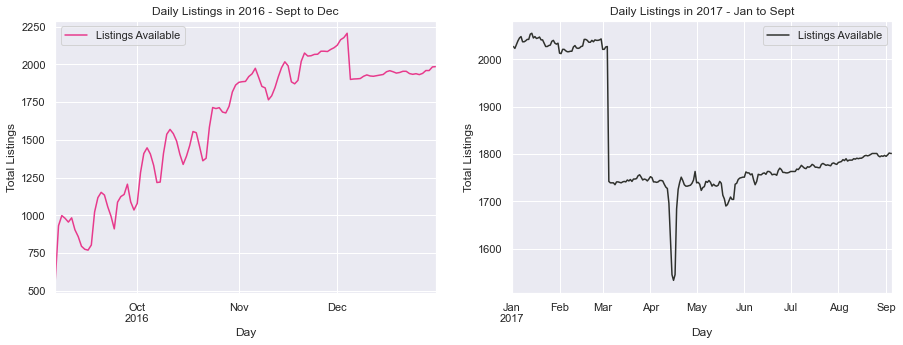 Daily Listings in 2016 - Sept to Dec
Listings Available
Total Listings
2250
2000
1750
1500
1250
1000
750
500
Oct
2016
Nov
Dec
Day
Daily Listings in 2017 - Jan to Sept
Listings Available
Total Listings
2000
1900
1800
1700
1600
Jan
2017
Feb
Mar
Apr
May
Jun
Jul
Aug
Sep
Day